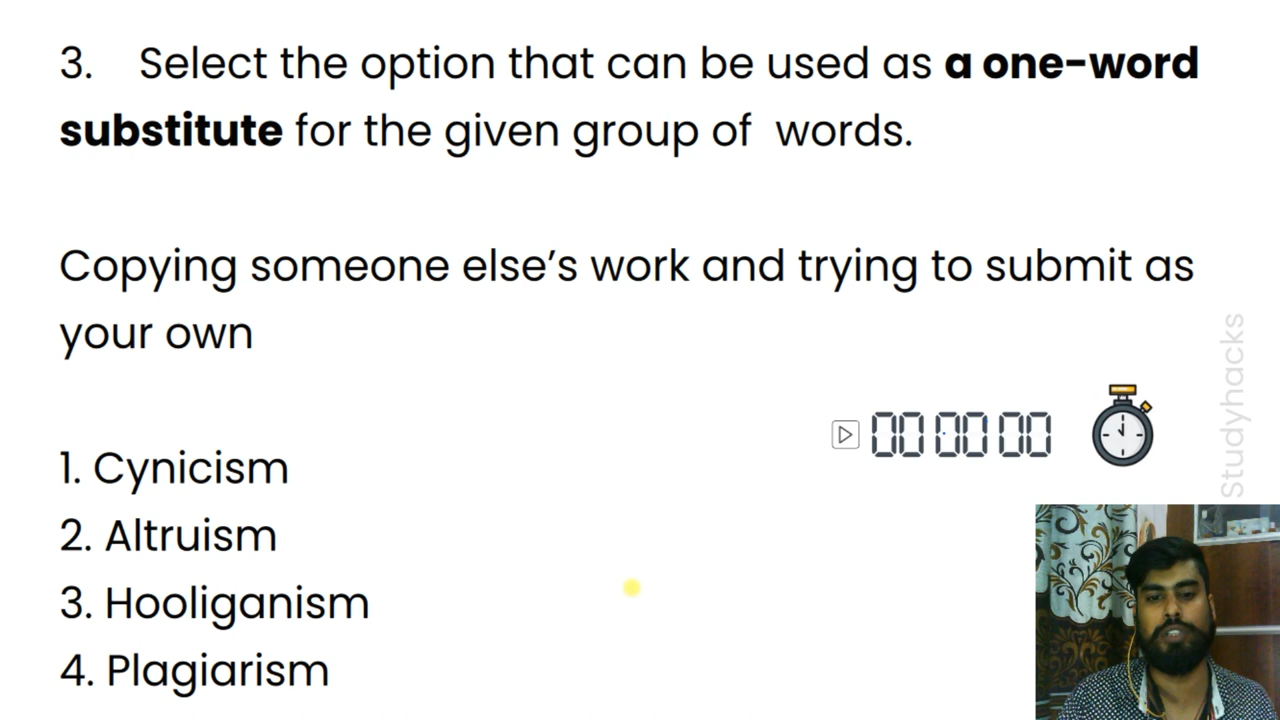 3. Select the option that can be used as a one-word
substitute for the given group of words.
Copying someone else's work and trying to submit as
your own
00 00 00
1. Cynicism
2. Altruism
3. Hooliganism
4. Plagiarism
Studyhacks